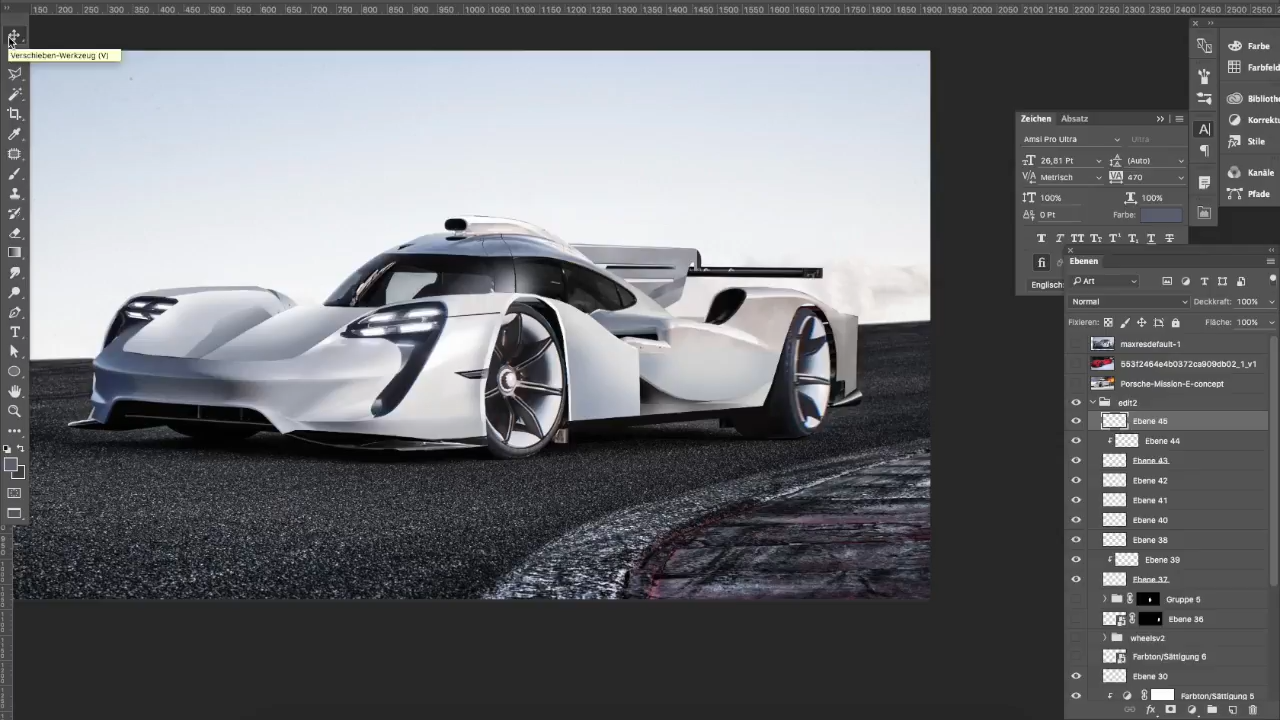 150 200 250 300 350 400 450 500 550 600 650 700 750 800 850 900 950 1000 1050 1100 1150 1200 1250 1300 1350 1400 1450 1500 1550 1600 1650 1700 1750 1800 1850 1900 1950 2000 2050 2100 2150 2200 2250 2300 2350 2400 2450 2500 2550
Verschieben-Werkzeug (V)
Farbe
Farbfeld
Bibliothe
Korrektu
Stile
Kanäle
Pfade
Zeichen Absatz
Amsi Pro Ultra Ultra
26,81 Pt (Auto)
Metrisch 470
100% 100%
0 Pt Farbe:
fi
Englisch:
Ebenen
Art
Normal Deckkraft: 100%
Fixieren: Fläche: 100%
maxresdefault-1
553f2464e4b0372ca909db02_1_v1
Porsche-Mission-E-concept
edit2
Ebene 45
Ebene 44
Ebene 43
Ebene 42
Ebene 41
Ebene 40
Ebene 38
Ebene 39
Ebene 37
Gruppe 5
Ebene 36
wheelsv2
Farbton/Sättigung 6
Ebene 30
Farbton/Sättigung 5
fx